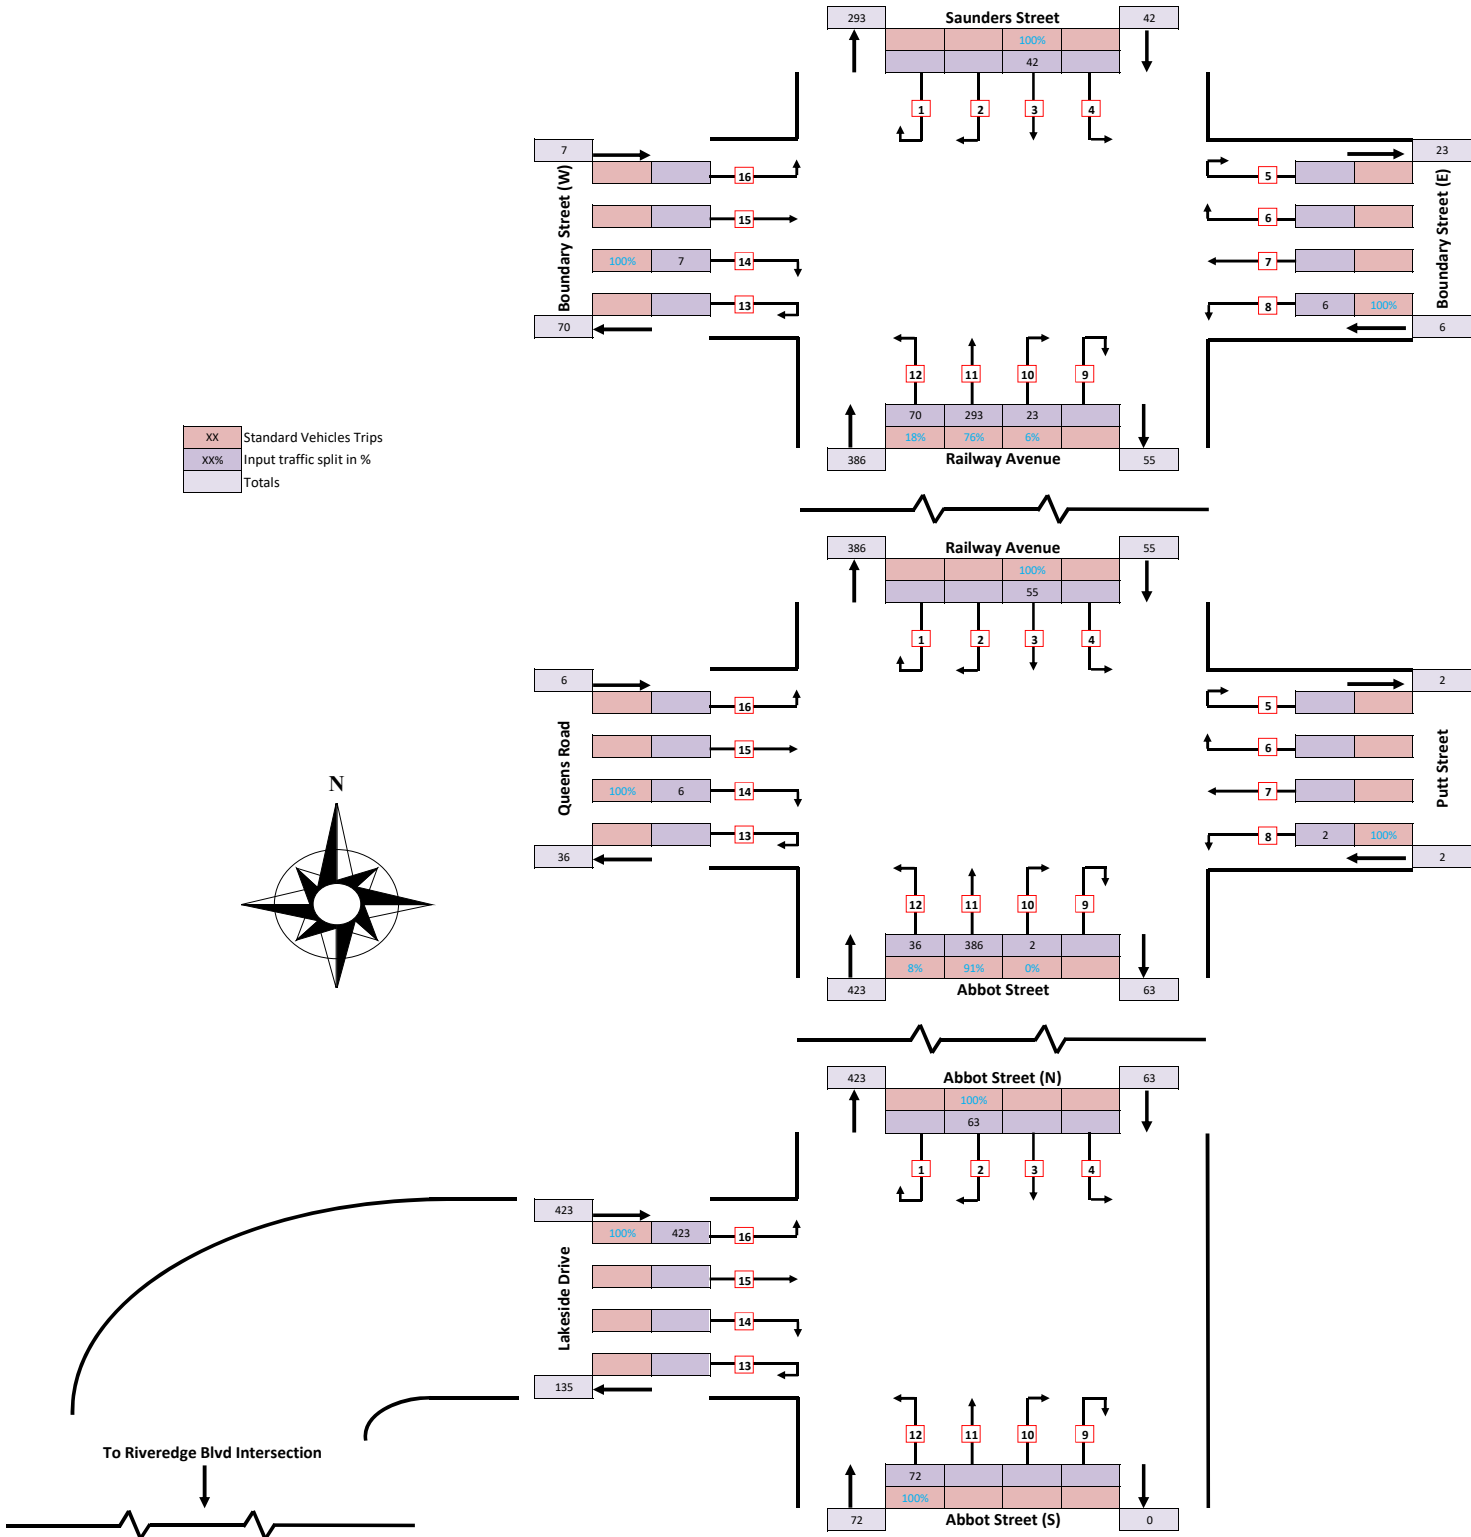 293 Saunders Street 42
100%
42
1 2 3 4
7 23
16 5
15 6
100% 7 14 7
13 8 6 100%
70 6
Boundary Street (W)
Boundary Street (E)
12 11 10 9
70 293 23
18% 76% 6%
386 Railway Avenue 55
XX Standard Vehicles Trips
XX% Input traffic split in %
Totals
386 Railway Avenue 55
100%
55
1 2 3 4
6 2
16 5
15 6
100% 6 14 7
13 8 2 100%
36 2
Queens Road
Putt Street
N
12 11 10 9
36 386 2
8% 91% 0%
423 Abbot Street 63
423 Abbot Street (N) 63
100%
63
1 2 3 4
423
100% 423 16
15
14
13
135
Lakeside Drive
12 11 10 9
72
100%
72 Abbot Street (S) 0
To Riveredge Blvd Intersection